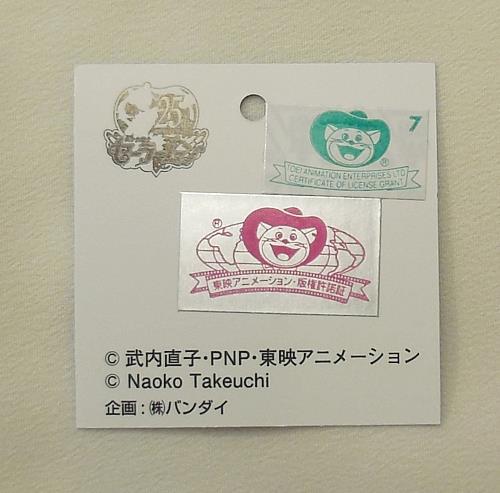 25th
セーラームーン
7
TOEI ANIMATION ENTERPRISES LTD
CERTIFICATE OF LICENSE GRANT
®
®
東映アニメーション・版権許諾証
© 武内直子・PNP・東映アニメーション
© Naoko Takeuchi
企画 : ㈱バンダイ